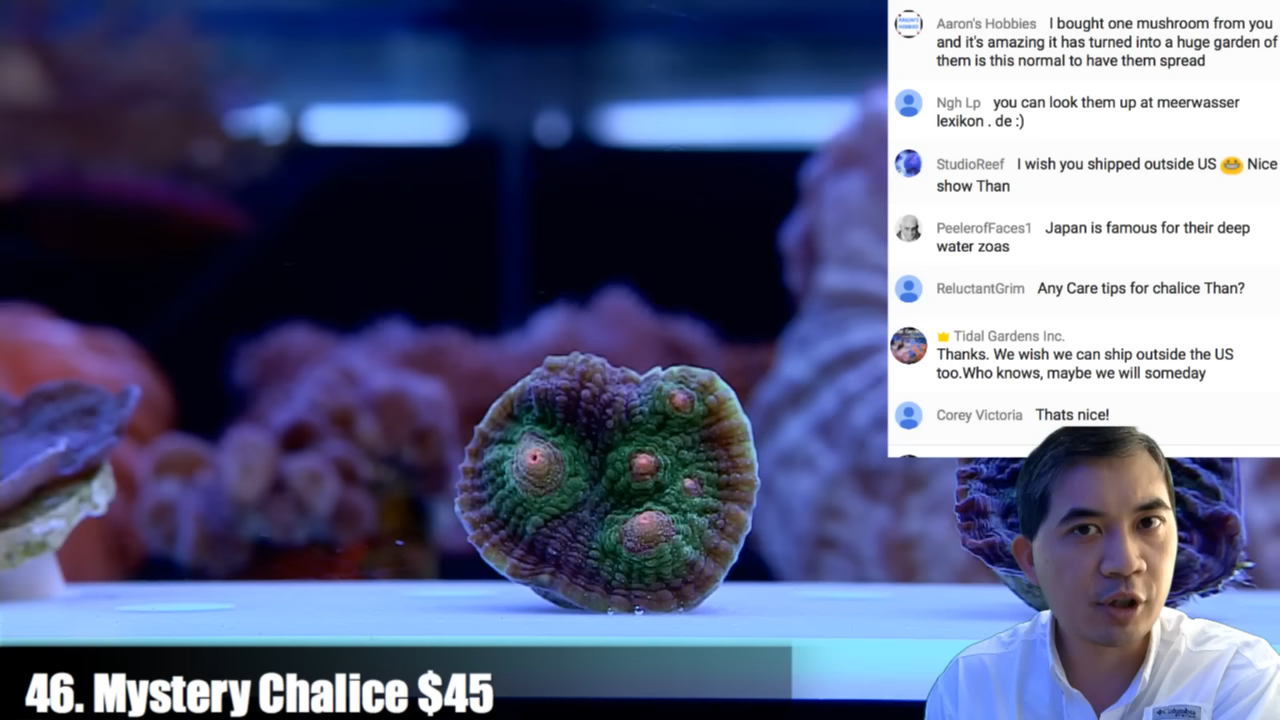 Aaron's Hobbies I bought one mushroom from you
and it's amazing it has turned into a huge garden of
them is this normal to have them spread
Ngh Lp you can look them up at meerwasser
lexikon . de :)
StudioReef I wish you shipped outside US 😁 Nice
show Than
PeelerofFaces1 Japan is famous for their deep
water zoas
ReluctantGrim Any Care tips for chalice Than?
Tidal Gardens Inc.
Thanks. We wish we can ship outside the US
too.Who knows, maybe we will someday
Corey Victoria Thats nice!
46. Mystery Chalice $45